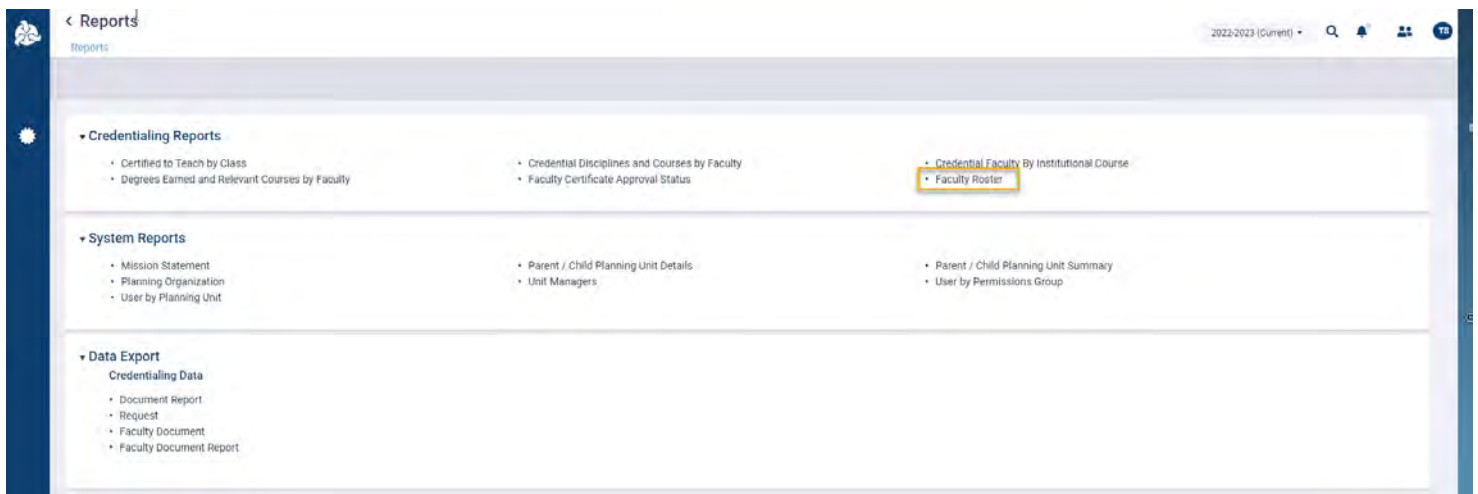 < Reports
2022-2023 (Current)
TS
Reports
Credentialing Reports
• Certified to Teach by Class
• Credential Disciplines and Courses by Faculty
• Credential Faculty By Institutional Course
• Degrees Earned and Relevant Courses by Faculty
• Faculty Certificate Approval Status
• Faculty Roster
System Reports
• Mission Statement
• Parent / Child Planning Unit Details
• Parent / Child Planning Unit Summary
• Planning Organization
• Unit Managers
• User by Permissions Group
• User by Planning Unit
Data Export
Credentialing Data
• Document Report
• Request
• Faculty Document
• Faculty Document Report